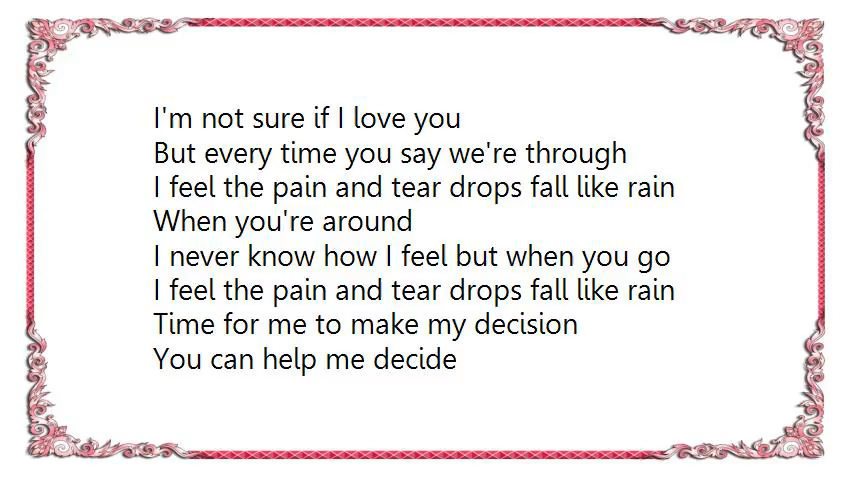 I'm not sure if I love you
But every time you say we're through
I feel the pain and tear drops fall like rain
When you're around
I never know how I feel but when you go
I feel the pain and tear drops fall like rain
Time for me to make my decision
You can help me decide